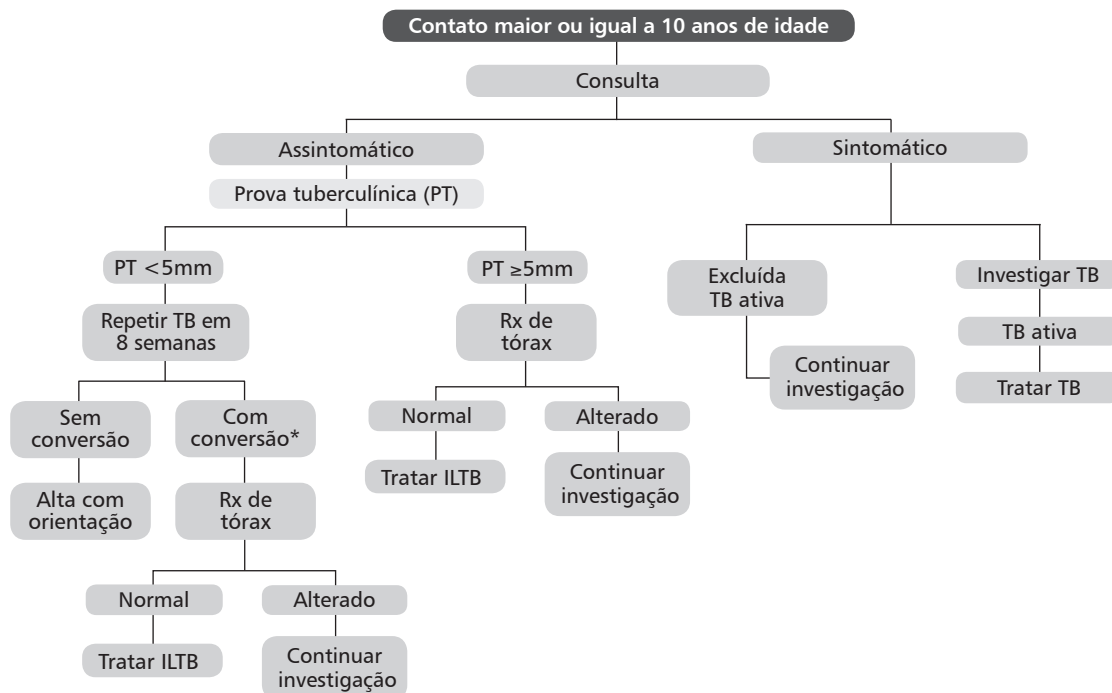 Contato maior ou igual a 10 anos de idade
Consulta
Assintomático
Sintomático
Prova tuberculínica (PT)
PT <5mm
PT ≥5mm
Excluída
TB ativa
Investigar TB
Repetir TB em
8 semanas
Rx de
tórax
TB ativa
Continuar
investigação
Tratar TB
Sem
conversão
Com
conversão*
Normal
Alterado
Alta com
orientação
Rx de
tórax
Tratar ILTB
Continuar
investigação
Normal
Alterado
Tratar ILTB
Continuar
investigação